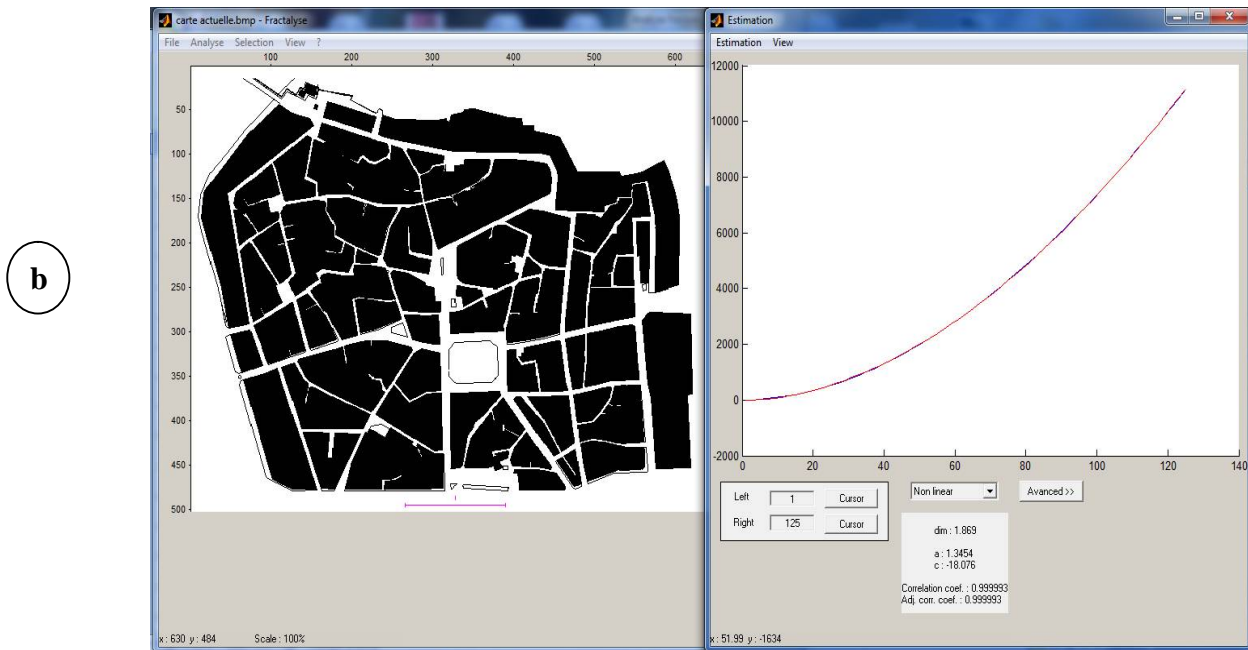 b
carte actuelle.bmp - Fractalyse
File Analyse Selection View ?
100 200 300 400 500 600
50
100
150
200
250
300
350
400
450
500
x : 630 y : 484 Scale : 100%
Estimation
Estimation View
12000
10000
8000
6000
4000
2000
0
-2000
0 20 40 60 80 100 120 140
Left 1 Cursor
Right 125 Cursor
Non linear
Avanced >>
dim : 1.869
a : 1.3454
c : -18.076
Correlation coef. : 0.999993
Adj. corr. coef. : 0.999993
x : 51.99 y : -1634